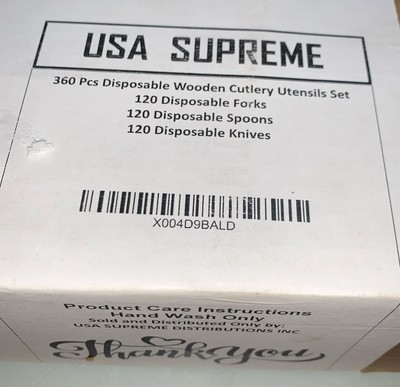 USA SUPREME
360 Pcs Disposable Wooden Cutlery Utensils Set
120 Disposable Forks
120 Disposable Spoons
120 Disposable Knives
X004D9BALD
Product Care Instructions
Hand Wash Only
Sold and Distributed Only by:
USA SUPREME DISTRIBUTIONS INC
Thank You